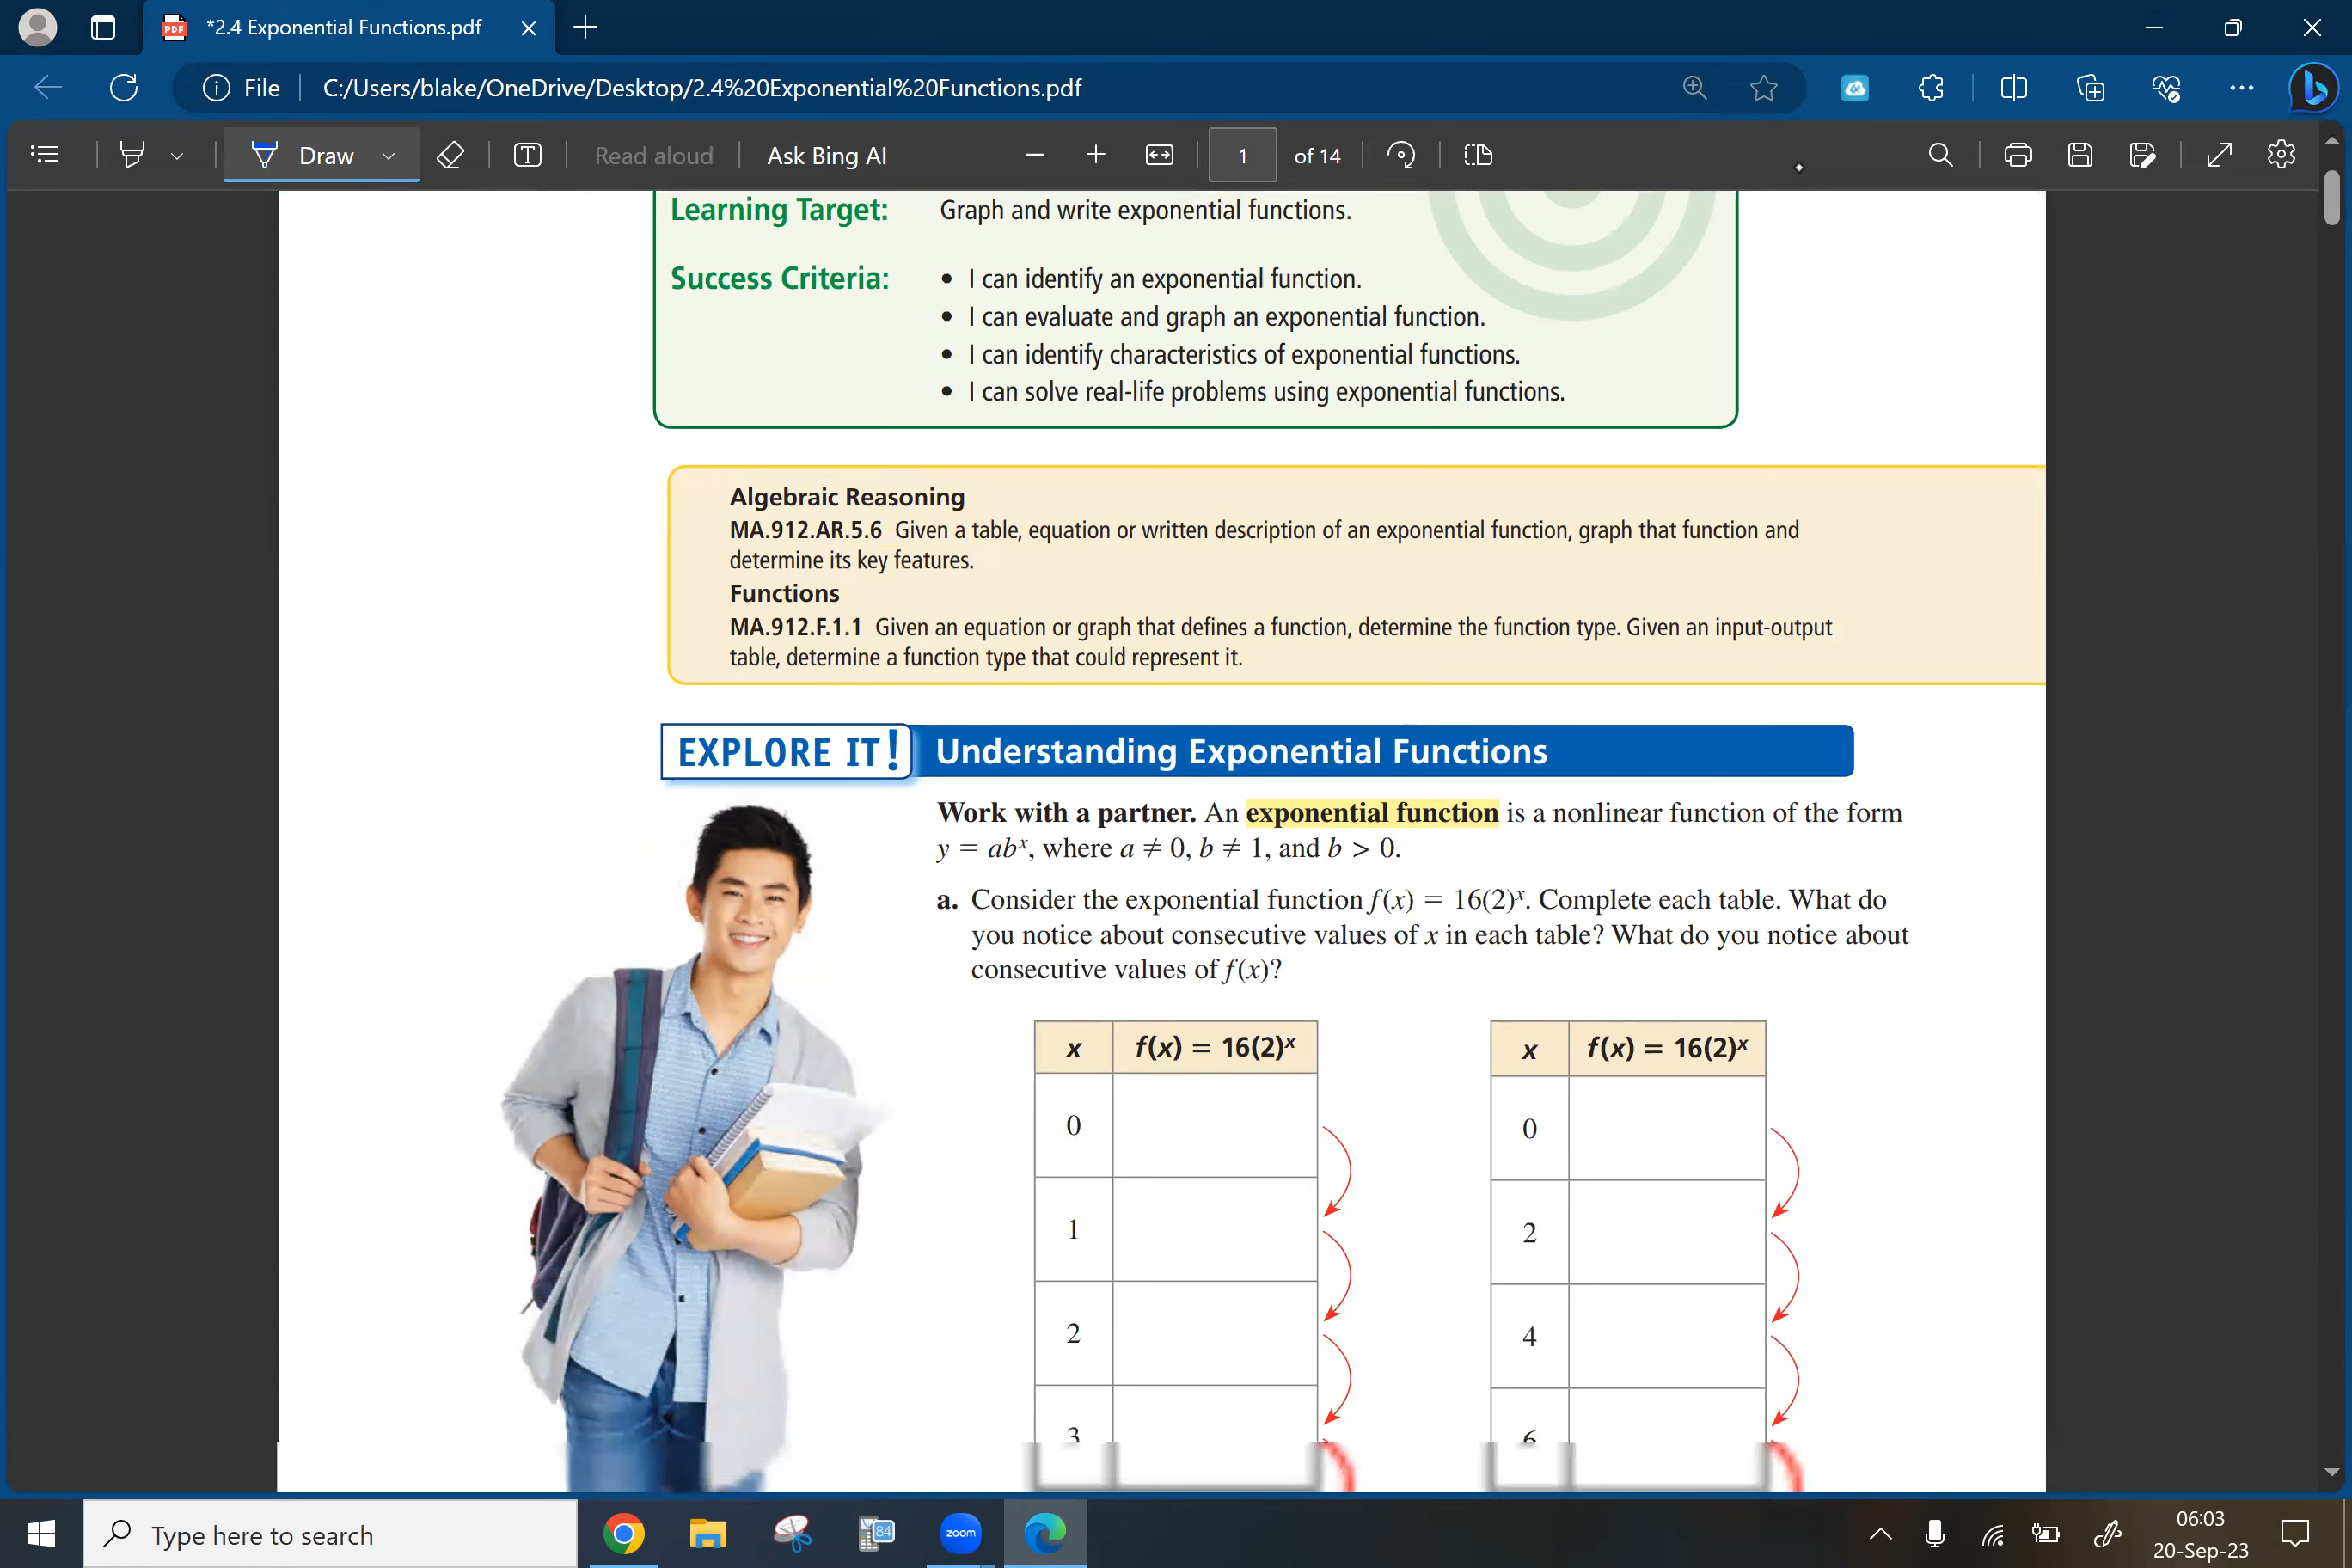 *2.4 Exponential Functions.pdf
File
C:/Users/blake/OneDrive/Desktop/2.4%20Exponential%20Functions.pdf
Draw
Read aloud
Ask Bing AI
1
of 14
Learning Target: Graph and write exponential functions.
Success Criteria: • I can identify an exponential function.
• I can evaluate and graph an exponential function.
• I can identify characteristics of exponential functions.
• I can solve real-life problems using exponential functions.
Algebraic Reasoning
MA.912.AR.5.6 Given a table, equation or written description of an exponential function, graph that function and
determine its key features.
Functions
MA.912.F.1.1 Given an equation or graph that defines a function, determine the function type. Given an input-output
table, determine a function type that could represent it.
EXPLORE IT! Understanding Exponential Functions
Work with a partner. An exponential function is a nonlinear function of the form
y = abˣ, where a ≠ 0, b ≠ 1, and b > 0.
a. Consider the exponential function f(x) = 16(2)ˣ. Complete each table. What do
you notice about consecutive values of x in each table? What do you notice about
consecutive values of f(x)?
x f(x) = 16(2)ˣ
0
1
2
3
x f(x) = 16(2)ˣ
0
2
4
6
Type here to search
84
zoom
06:03
20-Sep-23